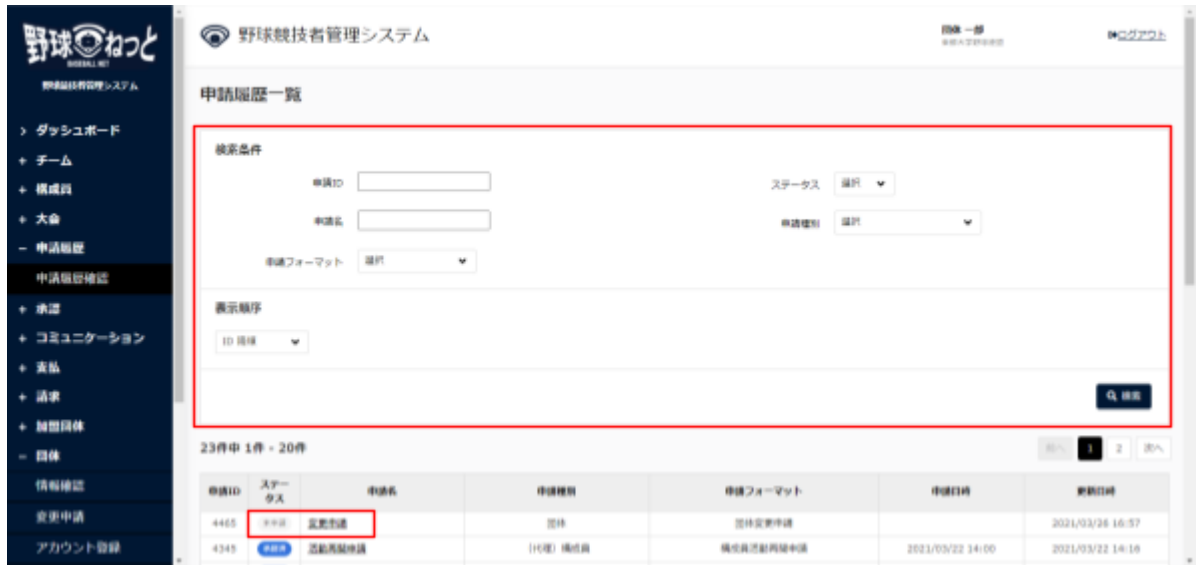 野球ねっと
BASEBALL NET
野球競技者管理システム
野球競技者管理システム
団体 一郎
ログアウト
申請履歴一覧
> ダッシュボード
+ チーム
+ 構成員
+ 大会
− 申請履歴
申請履歴確認
+ 承認
+ コミュニケーション
+ 支払
+ 請求
+ 加盟団体
− 団体
情報確認
変更申請
アカウント登録
検索条件
申請ID
ステータス 選択
申請名
申請種別 選択
申請フォーマット 選択
表示順序
ID 降順
検索
23件中 1件 - 20件
前へ 1 2 次へ
申請ID ステータス 申請名 申請種別 申請フォーマット 申請日時 更新日時
4465 未申請 変更申請 団体 団体変更申請 2021/03/26 16:57
4345 承認済 活動再開申請 (代理) 構成員 構成員活動再開申請 2021/03/22 14:00 2021/03/22 14:16